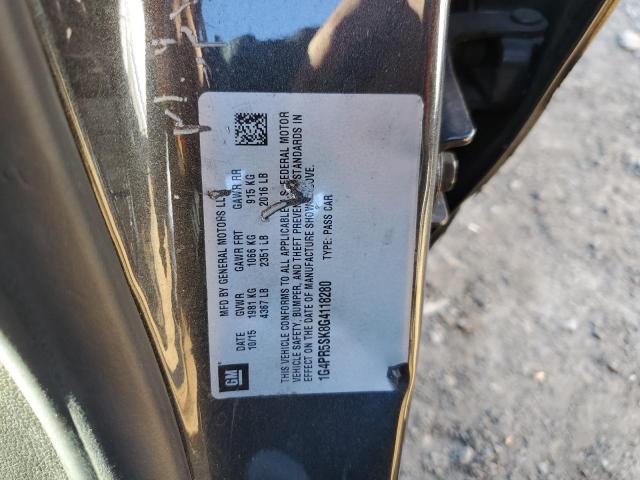 MFD BY GENERAL MOTORS LLC
DATE GVWR GAWR FRT GAWR RR
10/15 1981 KG 1066 KG 915 KG
4367 LB 2351 LB 2016 LB
GM
THIS VEHICLE CONFORMS TO ALL APPLICABLE U.S. FEDERAL MOTOR
VEHICLE SAFETY, BUMPER, AND THEFT PREVENTION STANDARDS IN
EFFECT ON THE DATE OF MANUFACTURE SHOWN ABOVE.
1G4PR5SK8G4118280 TYPE: PASS CAR